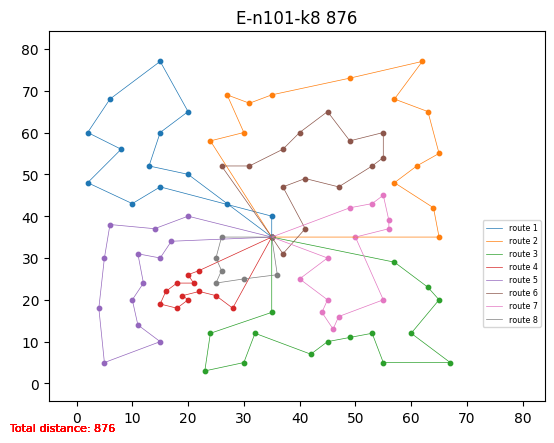 E-n101-k8 876
80
70
60
50
40
30
20
10
0
route 1
route 2
route 3
route 4
route 5
route 6
route 7
route 8
0 10 20 30 40 50 60 70 80
Total distance: 876